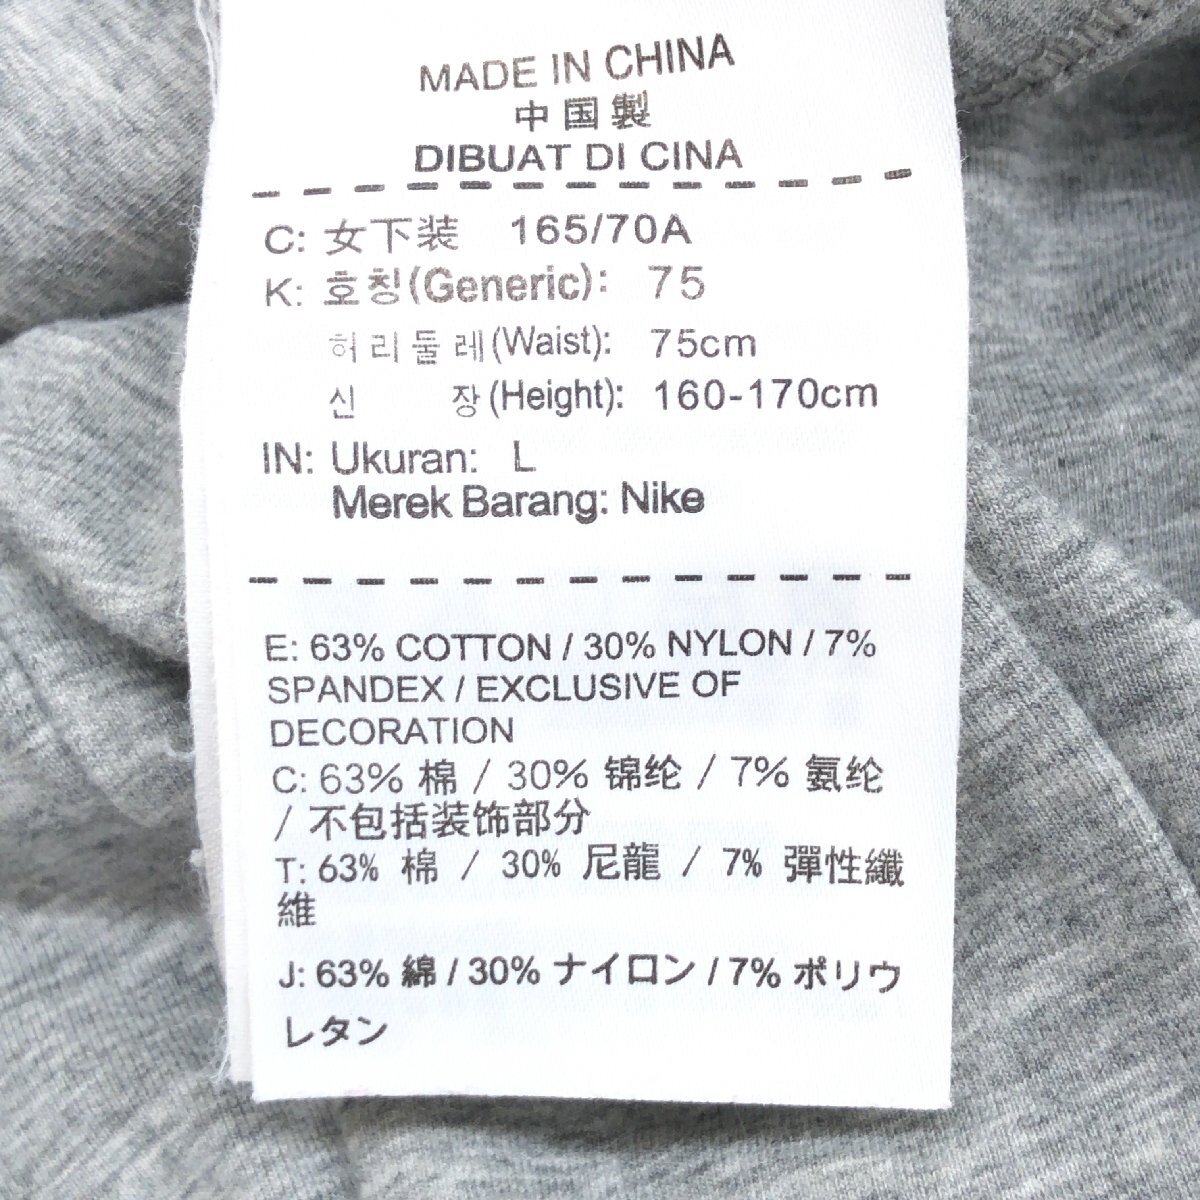 MADE IN CHINA
中国製
DIBUAT DI CINA
C: 女下装 165/70A
K: 호칭(Generic): 75
허리둘레(Waist): 75cm
신 장(Height): 160-170cm
IN: Ukuran: L
Merek Barang: Nike
E: 63% COTTON / 30% NYLON / 7%
SPANDEX / EXCLUSIVE OF
DECORATION
C: 63% 棉 / 30% 锦纶 / 7% 氨纶
/ 不包括装饰部分
T: 63% 棉 / 30% 尼龍 / 7% 彈性纖
維
J: 63% 綿 / 30% ナイロン / 7% ポリウ
レタン